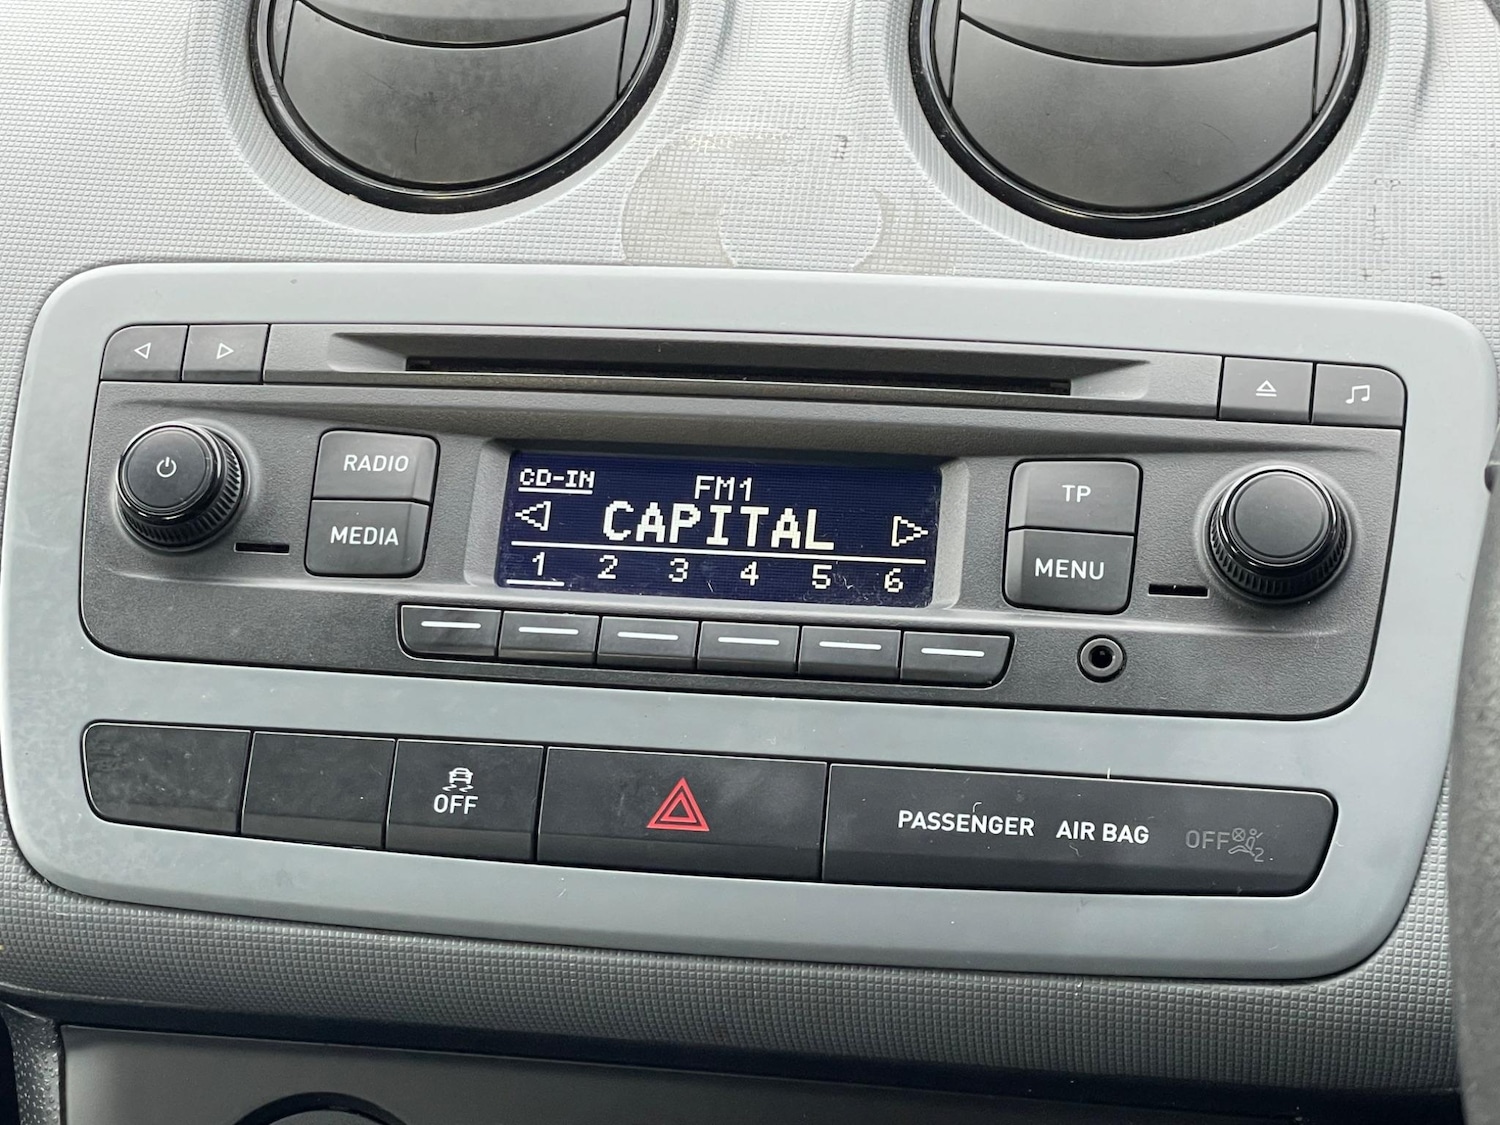 RADIO
MEDIA
CD-IN
FM1
CAPITAL
1 2 3 4 5 6
TP
MENU
OFF
PASSENGER AIR BAG OFF 2